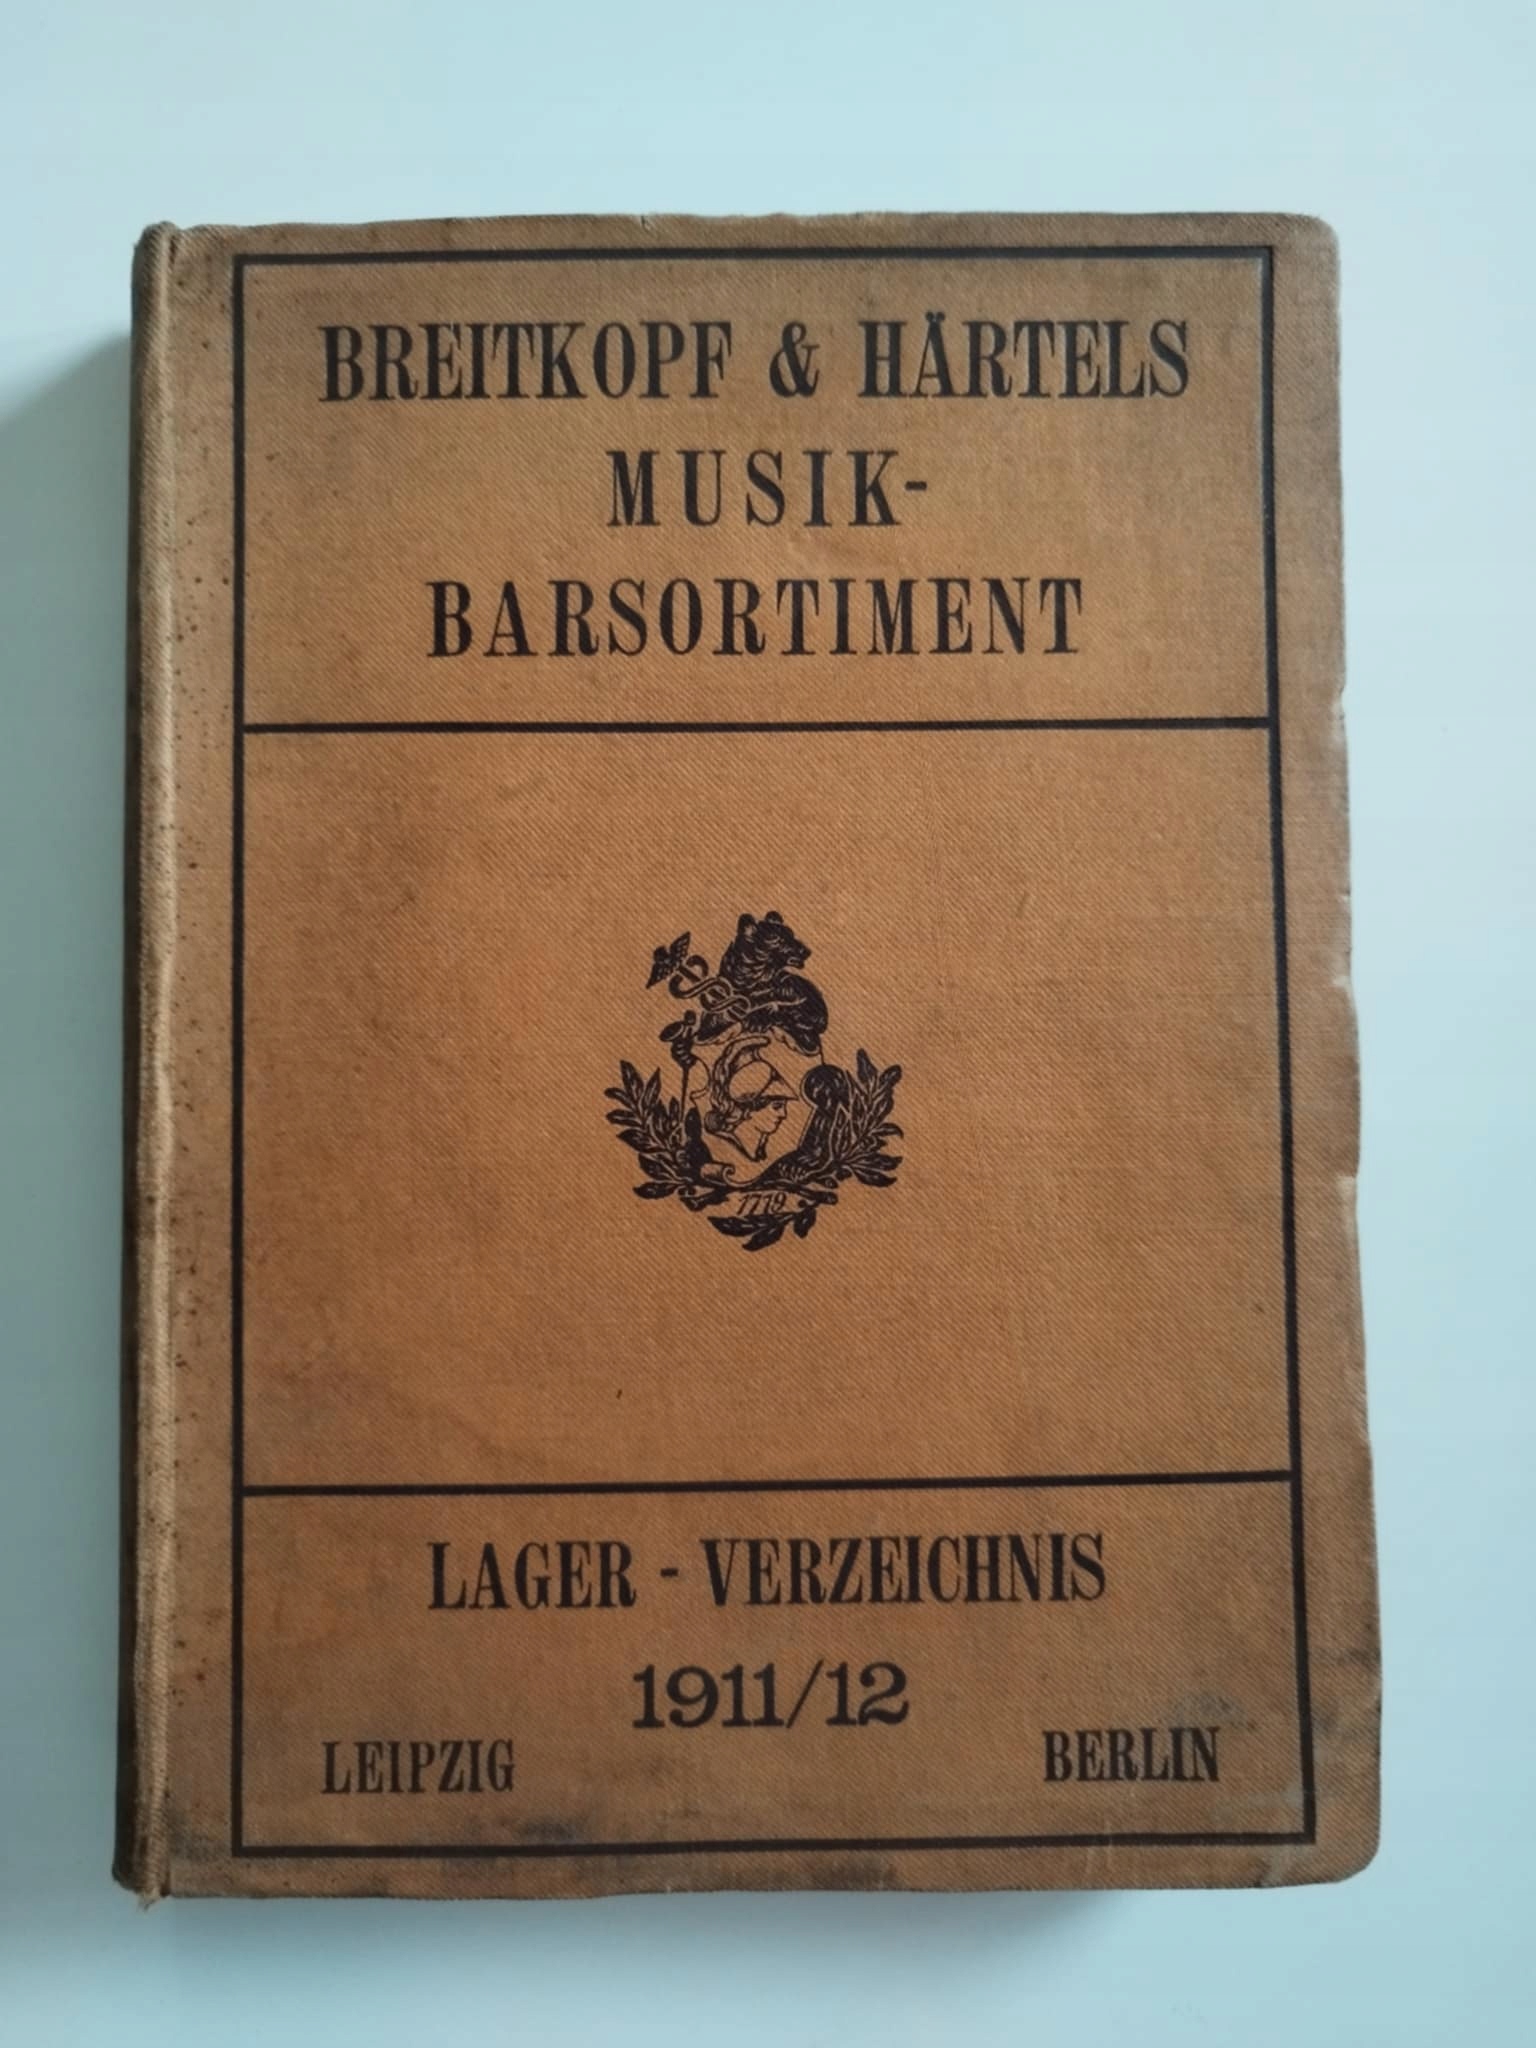 BREITKOPF & HÄRTELS
MUSIK-
BARSORTIMENT
1719
LAGER - VERZEICHNIS
1911/12
LEIPZIG BERLIN